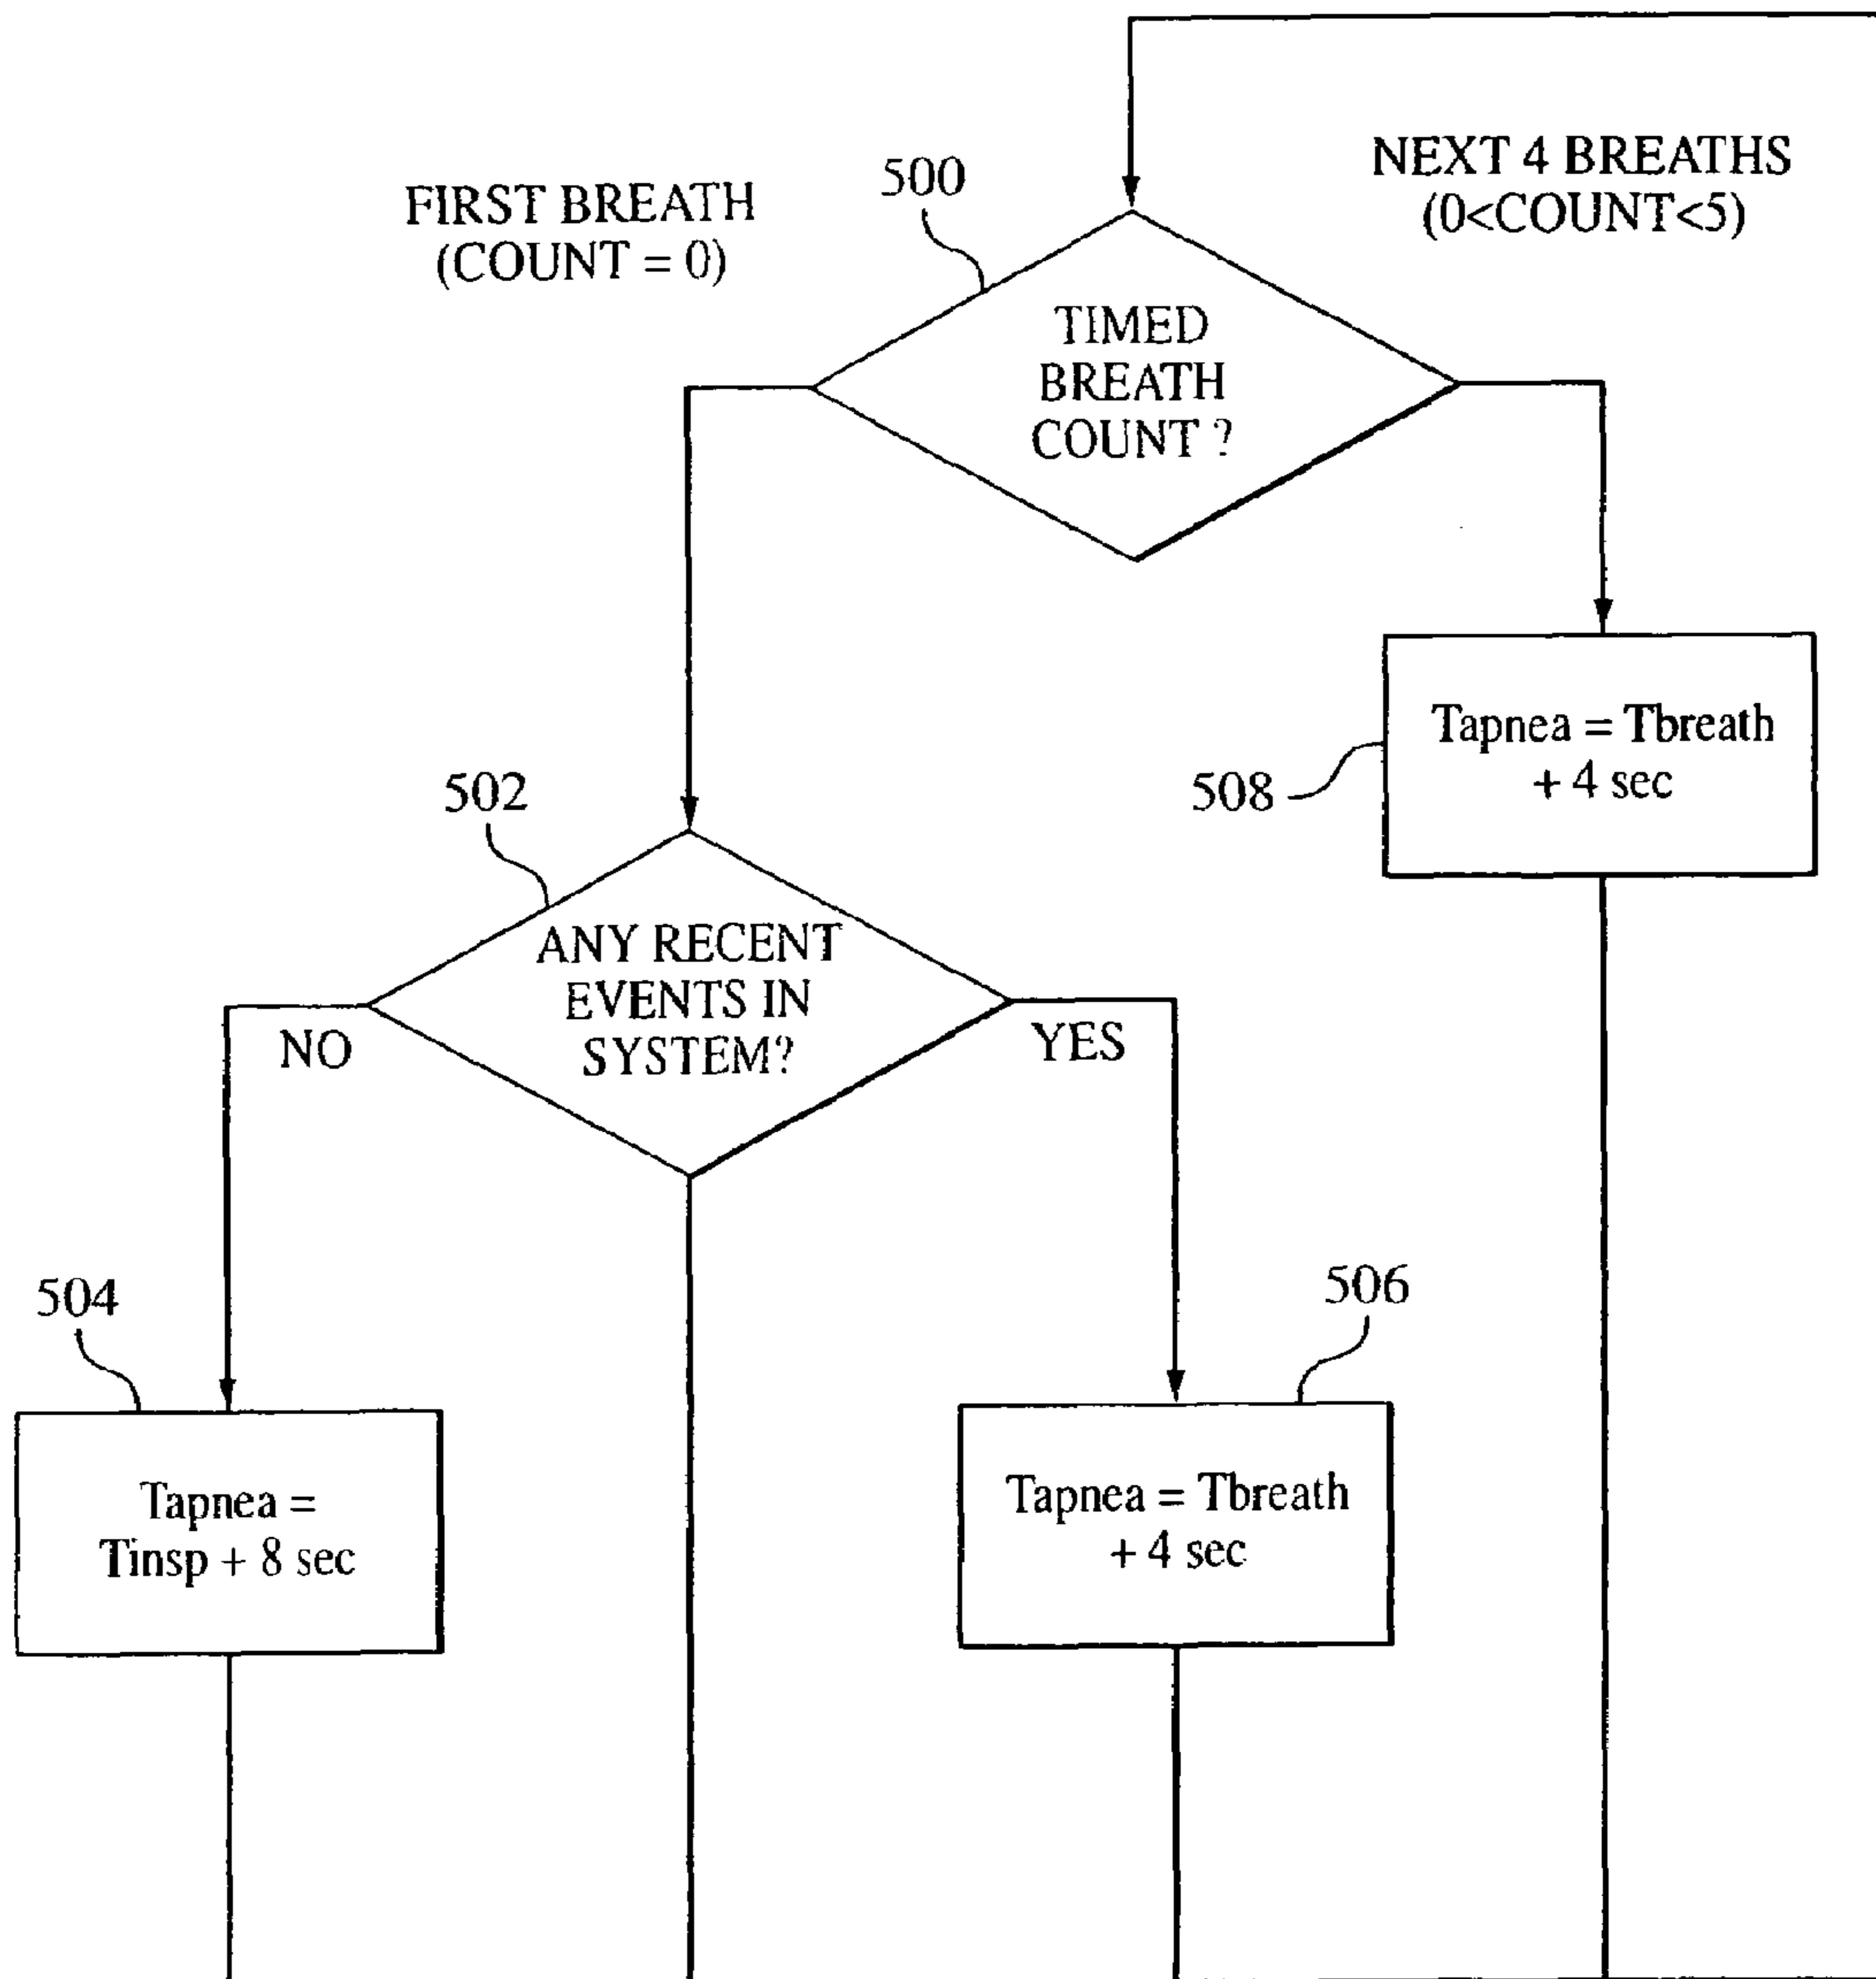 NEXT 4 BREATHS
(0<COUNT<5)
500
FIRST BREATH
(COUNT = 0)
TIMED
BREATH
COUNT ?
Tapnea = Tbreath
+ 4 sec
508
502
ANY RECENT
EVENTS IN
SYSTEM?
NO
YES
504
506
Tapnea =
Tinsp + 8 sec
Tapnea = Tbreath
+ 4 sec